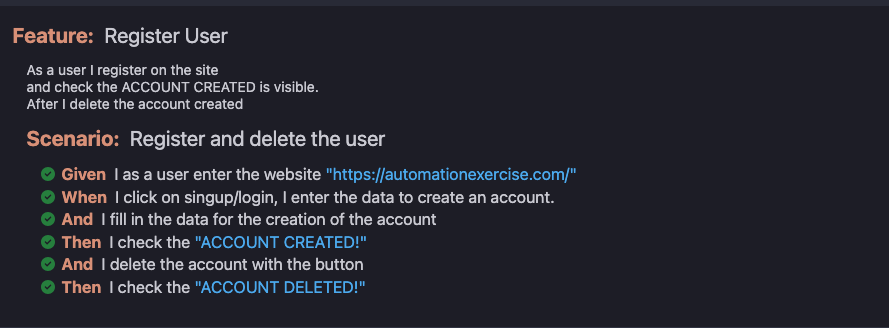 Feature: Register User
As a user I register on the site
and check the ACCOUNT CREATED is visible.
After I delete the account created
Scenario: Register and delete the user
Given I as a user enter the website "https://automationexercise.com/"
When I click on singup/login, I enter the data to create an account.
And I fill in the data for the creation of the account
Then I check the "ACCOUNT CREATED!"
And I delete the account with the button
Then I check the "ACCOUNT DELETED!"